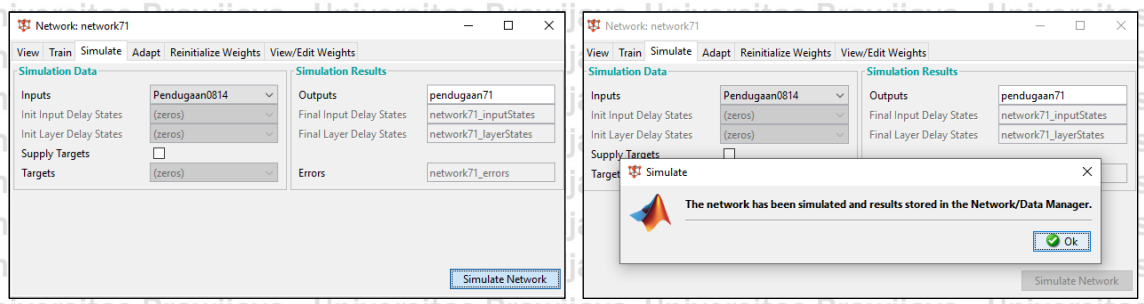 Network: network71
View Train Simulate Adapt Reinitialize Weights View/Edit Weights
Simulation Data
Inputs Pendugaan0814
Init Input Delay States (zeros)
Init Layer Delay States (zeros)
Supply Targets
Targets (zeros)
Simulation Results
Outputs pendugaan71
Final Input Delay States network71_inputStates
Final Layer Delay States network71_layerStates
Errors network71_errors
Simulate Network
Network: network71
View Train Simulate Adapt Reinitialize Weights View/Edit Weights
Simulation Data
Inputs Pendugaan0814
Init Input Delay States (zeros)
Init Layer Delay States (zeros)
Supply Targets
Target
Simulation Results
Outputs pendugaan71
Final Input Delay States network71_inputStates
Final Layer Delay States network71_layerStates
Simulate
The network has been simulated and results stored in the Network/Data Manager.
Ok
Simulate Network